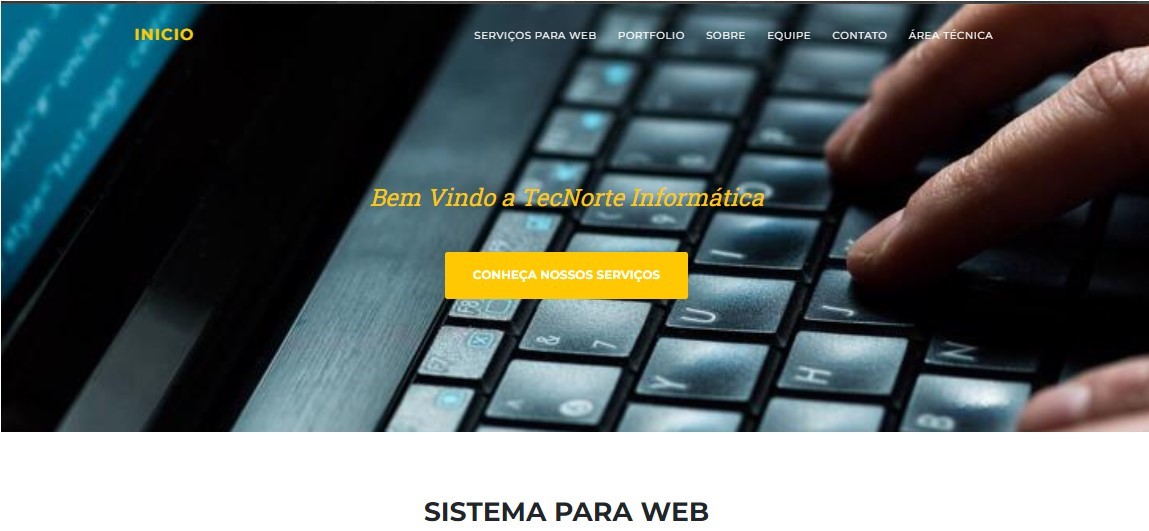 INICIO
SERVIÇOS PARA WEB PORTFOLIO SOBRE EQUIPE CONTATO ÁREA TÉCNICA
Bem Vindo a TecNorte Informática
CONHEÇA NOSSOS SERVIÇOS
SISTEMA PARA WEB